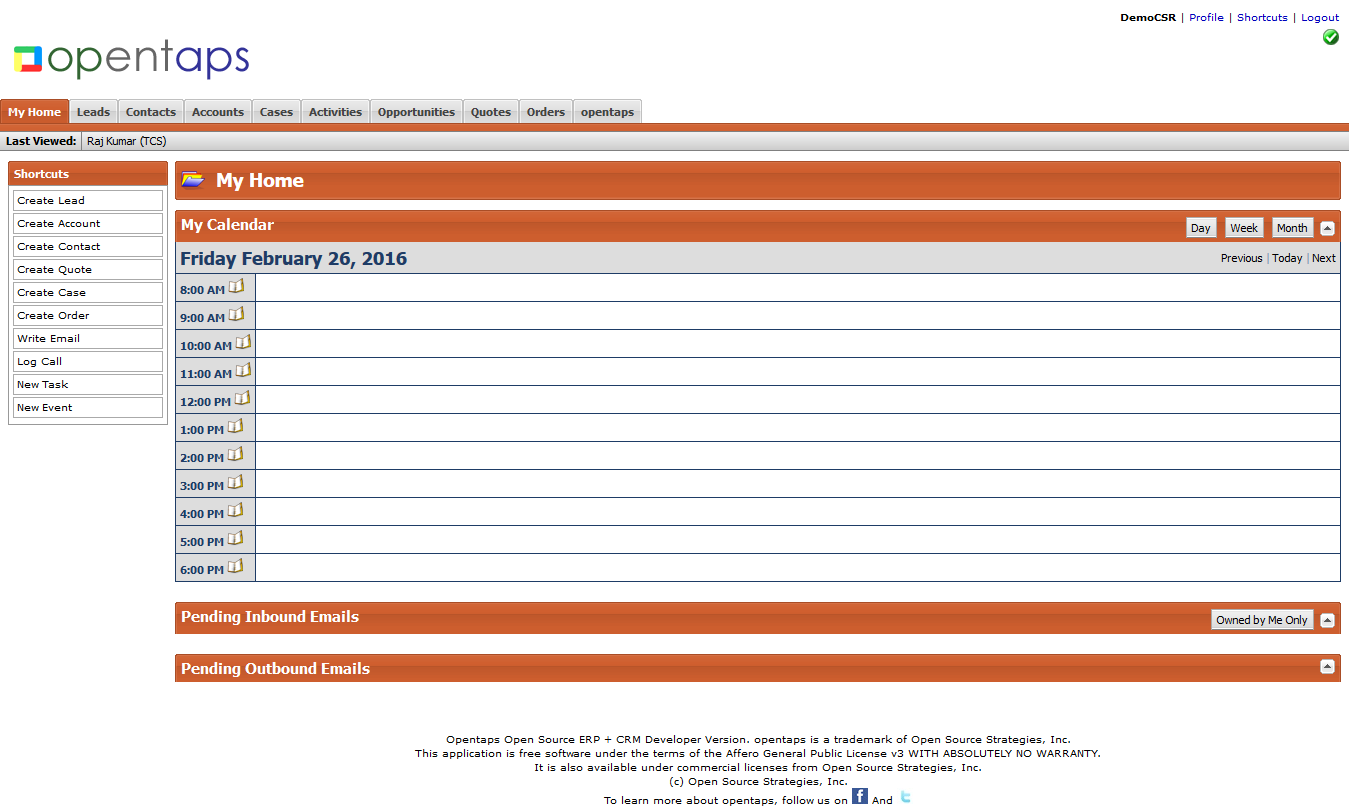 DemoCSR | Profile | Shortcuts | Logout
opentaps
My Home Leads Contacts Accounts Cases Activities Opportunities Quotes Orders opentaps
Last Viewed: Raj Kumar (TCS)
Shortcuts
Create Lead
Create Account
Create Contact
Create Quote
Create Case
Create Order
Write Email
Log Call
New Task
New Event
My Home
My Calendar Day Week Month
Friday February 26, 2016 Previous | Today | Next
8:00 AM
9:00 AM
10:00 AM
11:00 AM
12:00 PM
1:00 PM
2:00 PM
3:00 PM
4:00 PM
5:00 PM
6:00 PM
Pending Inbound Emails Owned by Me Only
Pending Outbound Emails
Opentaps Open Source ERP + CRM Developer Version. opentaps is a trademark of Open Source Strategies, Inc.
This application is free software under the terms of the Affero General Public License v3 WITH ABSOLUTELY NO WARRANTY.
It is also available under commercial licenses from Open Source Strategies, Inc.
(c) Open Source Strategies, Inc.
To learn more about opentaps, follow us on f And t